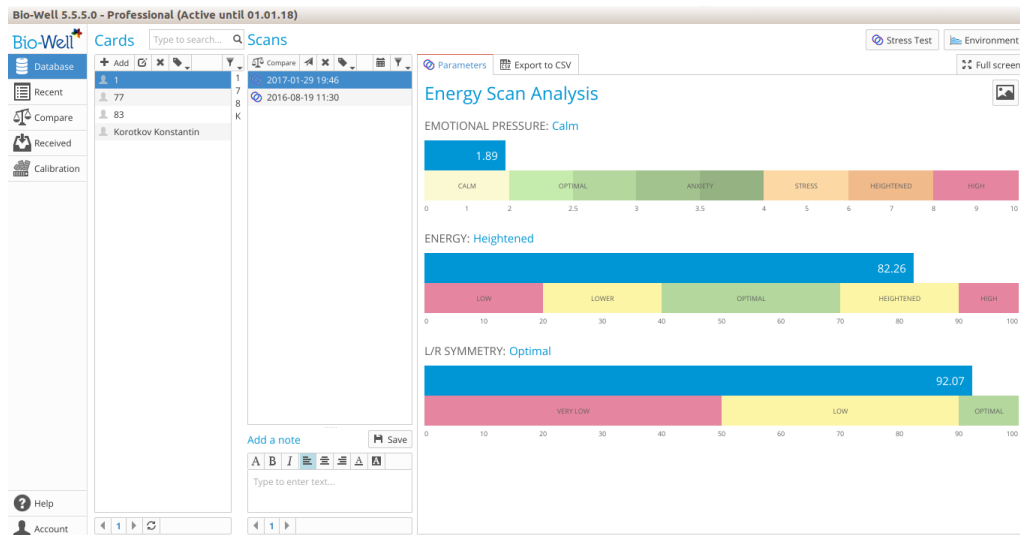 Bio-Well 5.5.5.0 - Professional (Active until 01.01.18)
Bio-Well
Database
Recent
Compare
Received
Calibration
Help
Account
Cards
Type to search...
Add
1
77
83
Korotkov Konstantin
1
7
8
K
1
Scans
Compare
2017-01-29 19:46
2016-08-19 11:30
Add a note
Save
A B I A A
Type to enter text...
1
Stress Test
Environment
Parameters
Export to CSV
Full screen
Energy Scan Analysis
EMOTIONAL PRESSURE: Calm
1.89
CALM OPTIMAL ANXIETY STRESS HEIGHTENED HIGH
0 1 2 2.5 3 3.5 4 5 6 7 8 9 10
ENERGY: Heightened
82.26
LOW LOWER OPTIMAL HEIGHTENED HIGH
0 10 20 30 40 50 60 70 80 90 100
L/R SYMMETRY: Optimal
92.07
VERY LOW LOW OPTIMAL
0 10 20 30 40 50 60 70 80 90 100